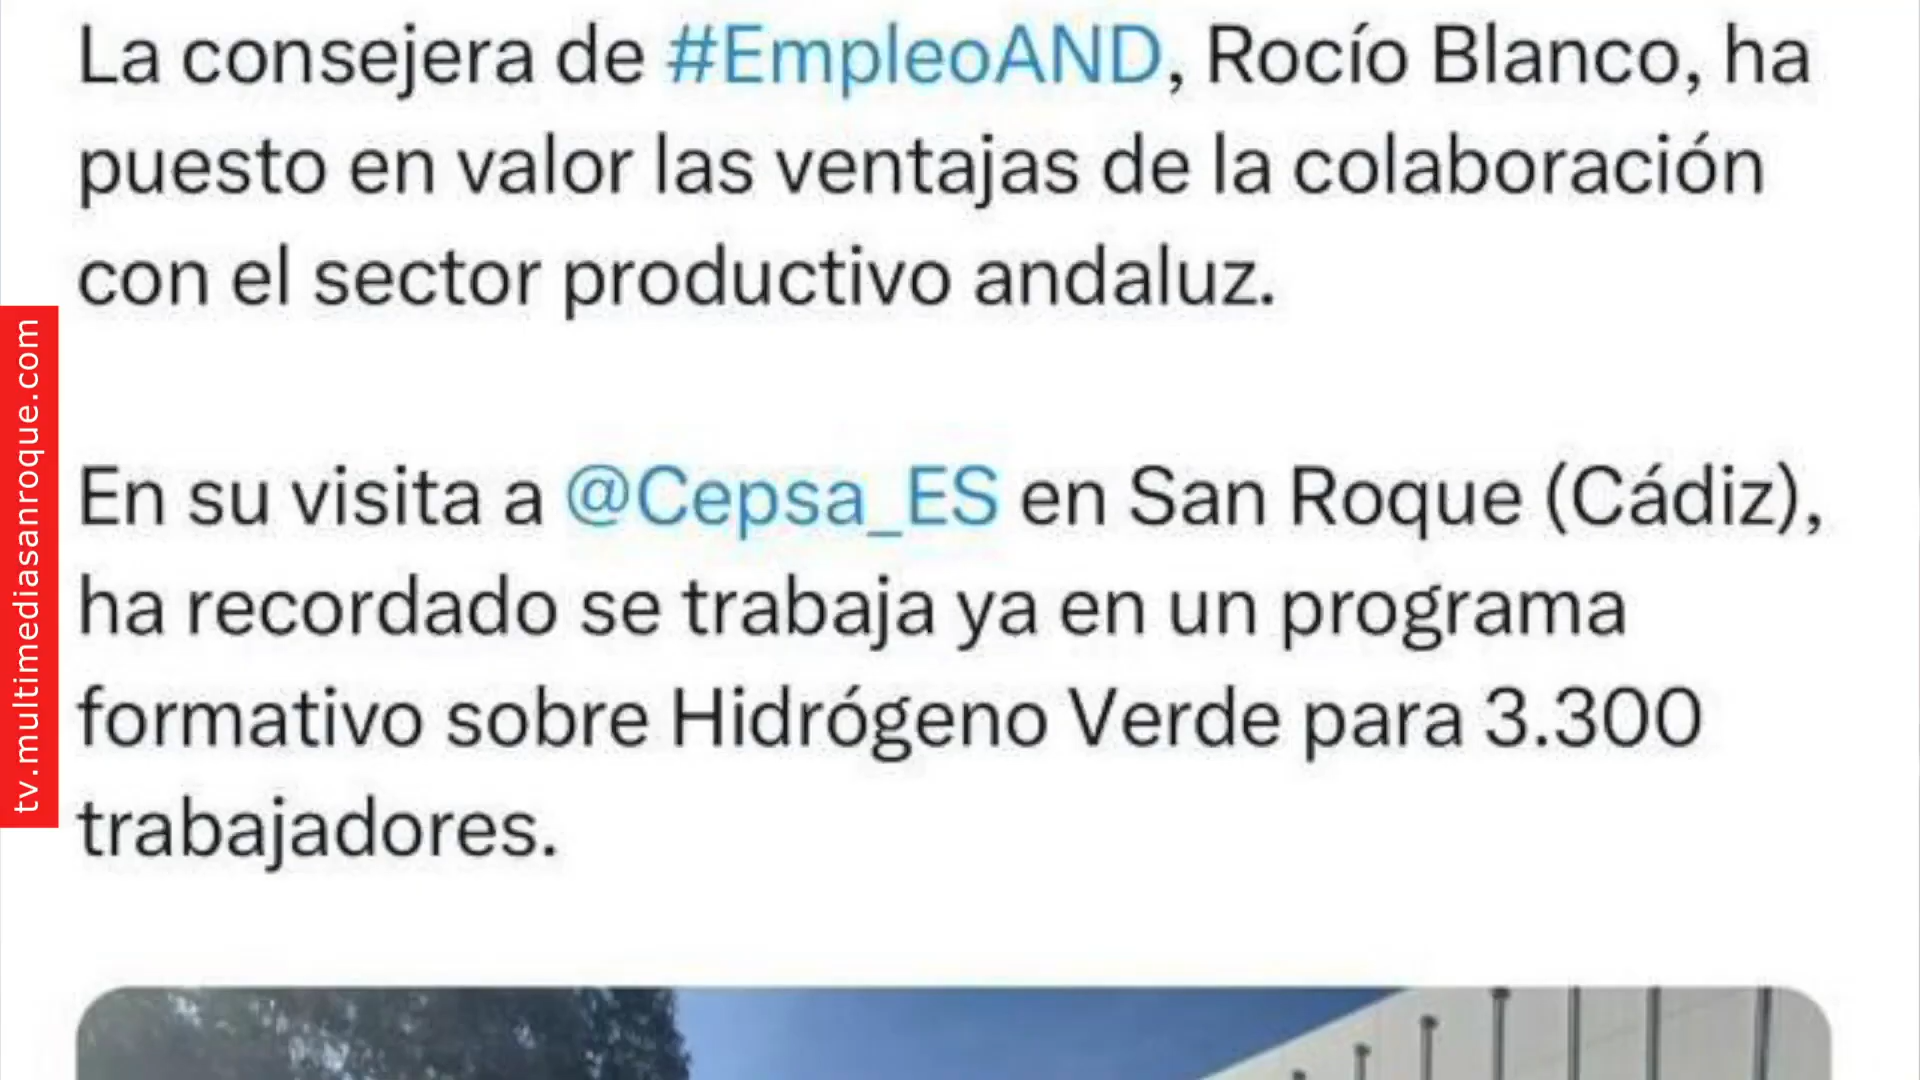 La consejera de #EmpleoAND, Rocío Blanco, ha
puesto en valor las ventajas de la colaboración
con el sector productivo andaluz.
En su visita a @Cepsa_ES en San Roque (Cádiz),
ha recordado se trabaja ya en un programa
formativo sobre Hidrógeno Verde para 3.300
trabajadores.
tv.multimediasanroque.com